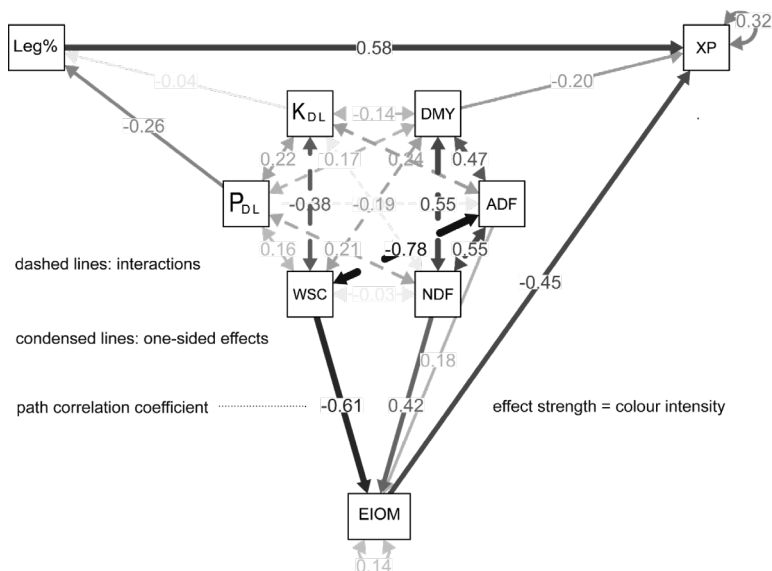 0.32
Leg%
0.58
XP
-0.04
-0.20
K DL
-0.14
DMY
-0.26
0.22
0.17
0.24
0.47
P DL
-0.38
-0.19
0.55
ADF
0.16
0.21
-0.78
0.55
dashed lines: interactions
WSC
-0.03
NDF
-0.45
condensed lines: one-sided effects
0.18
path correlation coefficient
-0.61
0.42
effect strength = colour intensity
EIOM
0.14